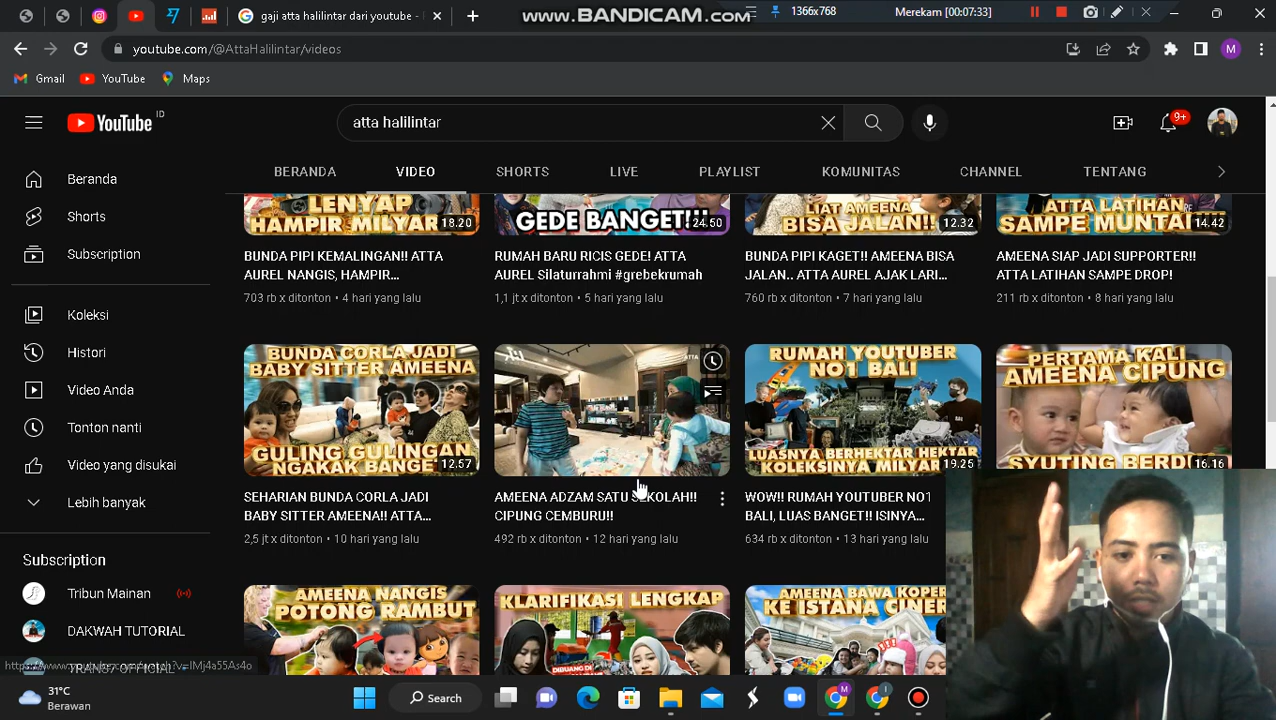 gaji atta halilintar dari youtube -
www.BANDICAM.com
1366x768
Merekam (00:07:33)
youtube.com/@AttaHalilintar/videos
M
Gmail
YouTube
Maps
YouTube
ID
atta halilintar
9+
BERANDA
VIDEO
SHORTS
LIVE
PLAYLIST
KOMUNITAS
CHANNEL
TENTANG
Beranda
Shorts
Subscription
Koleksi
Histori
Video Anda
Tonton nanti
Video yang disukai
Lebih banyak
Subscription
Tribun Mainan
DAKWAH TUTORIAL
TRANS7 OFFICIAL
LENYAP
HAMPIR MILYAR
18.20
BUNDA PIPI KEMALINGAN!! ATTA
AUREL NANGIS, HAMPIR...
703 rb x ditonton • 4 hari yang lalu
GEDE BANGET!!!
24.50
RUMAH BARU RICIS GEDE! ATTA
AUREL Silaturrahmi #grebekrumah
1,1 jt x ditonton • 5 hari yang lalu
LIAT AMEENA
BISA JALAN!!
12.32
BUNDA PIPI KAGET!! AMEENA BISA
JALAN.. ATTA AUREL AJAK LARI...
760 rb x ditonton • 7 hari yang lalu
ATTA LATIHAN
SAMPE MUNTAI
14.42
AMEENA SIAP JADI SUPPORTER!!
ATTA LATIHAN SAMPE DROP!
211 rb x ditonton • 8 hari yang lalu
BUNDA CORLA JADI
BABY SITTER AMEENA
GULING GULINGAN
NGAKAK BANGET
12.57
SEHARIAN BUNDA CORLA JADI
BABY SITTER AMEENA!! ATTA...
2,5 jt x ditonton • 10 hari yang lalu
ATTA
AMEENA ADZAM SATU SEKOLAH!!
CIPUNG CEMBURU!!
492 rb x ditonton • 12 hari yang lalu
RUMAH YOUTUBER
NO1 BALI
LUASNYA BERHEKTAR HEKTAR
KOLEKSINYA MILYAR
19.25
WOW!! RUMAH YOUTUBER NO1
BALI, LUAS BANGET!! ISINYA...
634 rb x ditonton • 13 hari yang lalu
PERTAMA KALI
AMEENA CIPUNG
SYUTING
16.16
AMEENA NANGIS
POTONG RAMBUT
KLARIFIKASI LENGKAP
DIBUANG DI
AMEENA BAWA KOPER
KE ISTANA CINER
31°C
Berawan
Search